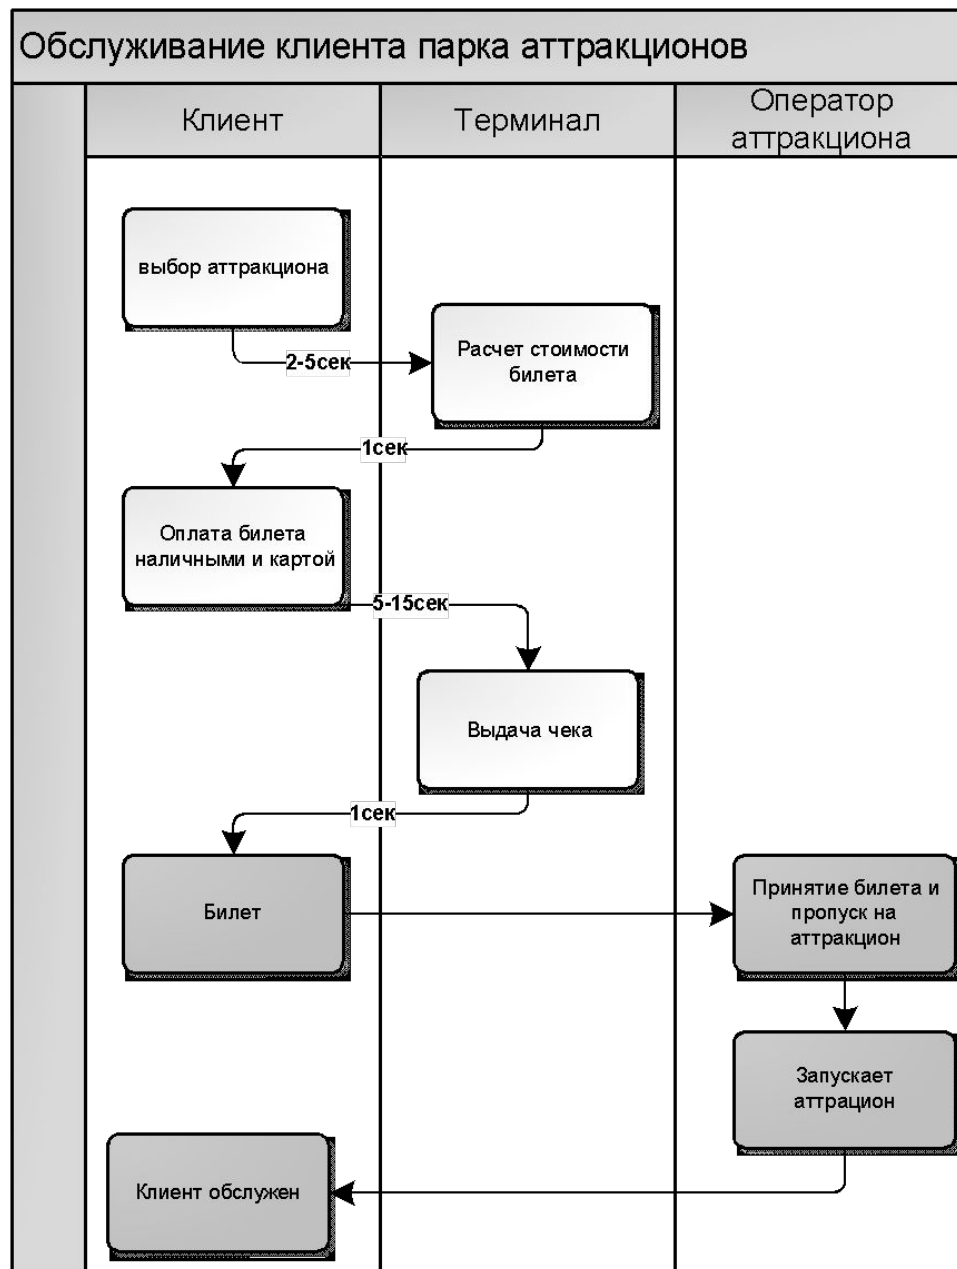 Обслуживание клиента парка аттракционов
Клиент
Терминал
Оператор
аттракциона
выбор аттракциона
2-5сек
Расчет стоимости
билета
1сек
Оплата билета
наличными и картой
5-15сек
Выдача чека
1сек
Билет
Принятие билета и
пропуск на
аттракцион
Запускает
аттрацион
Клиент обслужен